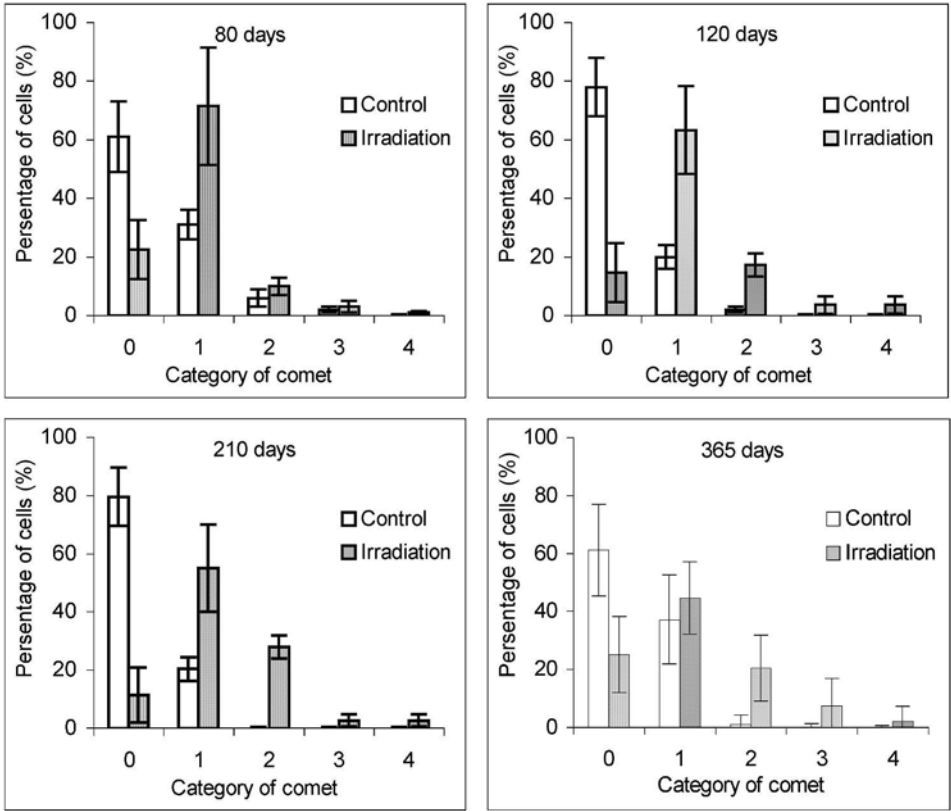 80 days
Persentage of cells (%)
100
80
60
40
20
0
Control
Irradiation
0 1 2 3 4
Category of comet
120 days
Persentage of cells (%)
100
80
60
40
20
0
Control
Irradiation
0 1 2 3 4
Category of comet
210 days
Persentage of cells (%)
100
80
60
40
20
0
Control
Irradiation
0 1 2 3 4
Category of comet
365 days
Persentage of cells (%)
100
80
60
40
20
0
Control
Irradiation
0 1 2 3 4
Category of comet